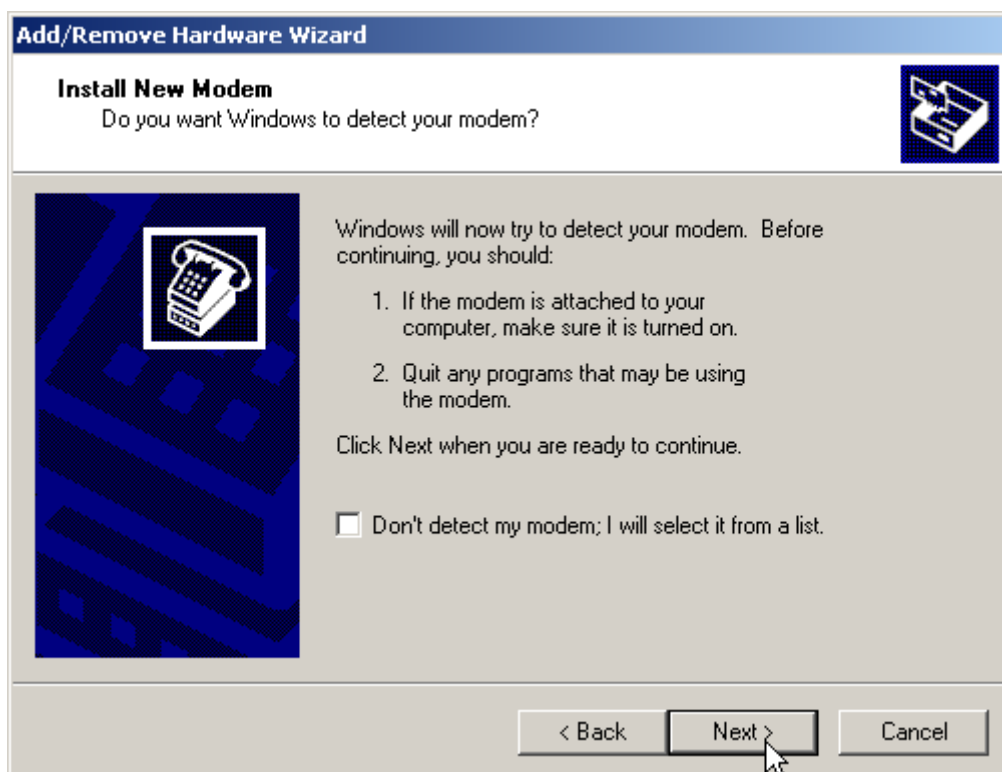 Add/Remove Hardware Wizard
Install New Modem
Do you want Windows to detect your modem?
Windows will now try to detect your modem.  Before
continuing, you should:
1. If the modem is attached to your
computer, make sure it is turned on.
2. Quit any programs that may be using
the modem.
Click Next when you are ready to continue.
Don't detect my modem; I will select it from a list.
< Back Next > Cancel